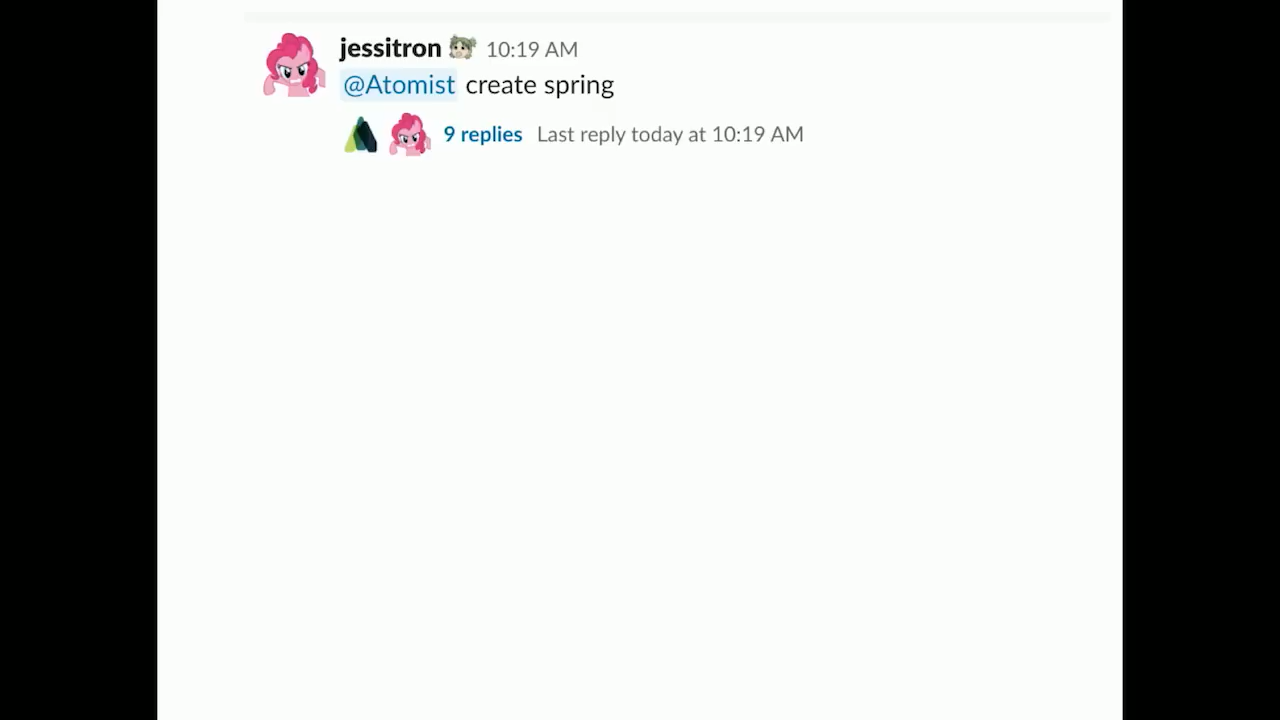 jessitron 10:19 AM
@Atomist create spring
9 replies Last reply today at 10:19 AM